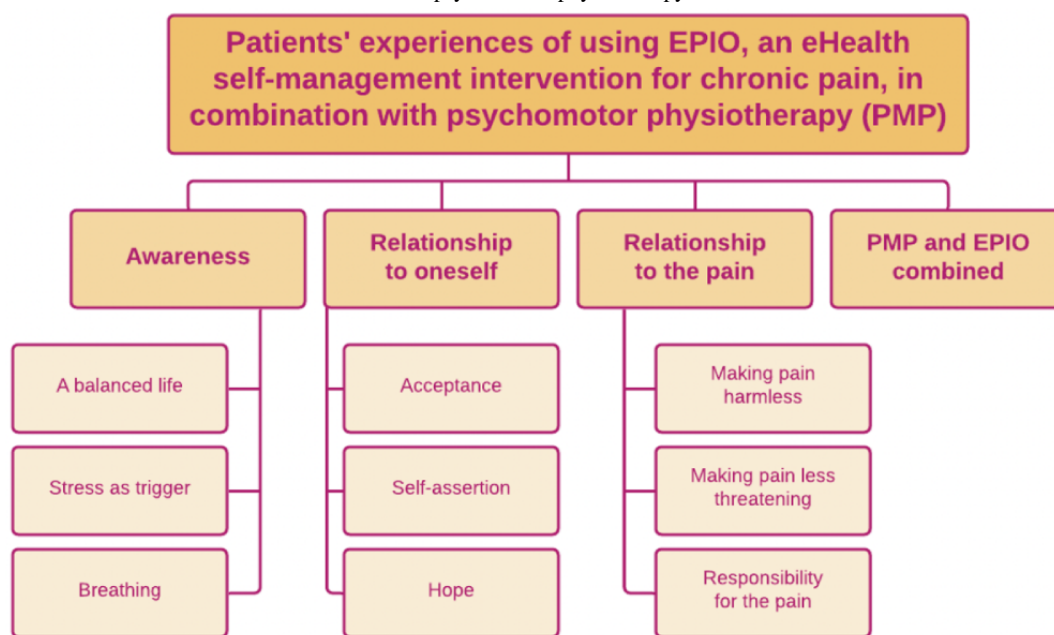 Patients' experiences of using EPIO, an eHealth
self-management intervention for chronic pain, in
combination with psychomotor physiotherapy (PMP)
Awareness
Relationship
to oneself
Relationship
to the pain
PMP and EPIO
combined
A balanced life
Acceptance
Making pain
harmless
Stress as trigger
Self-assertion
Making pain less
threatening
Breathing
Hope
Responsibility
for the pain